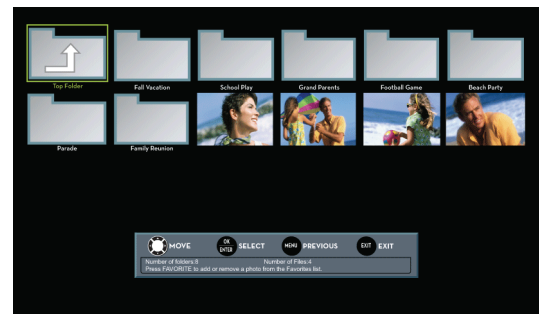 Top Folder Fall Vacation School Play Grand Parents Football Game Beach Party
Parade Family Reunion
MOVE OK ENTER SELECT MENU PREVIOUS EXIT EXIT
Number of folders:8 Number of Files:4
Press FAVORITE to add or remove a photo from the Favorites list.